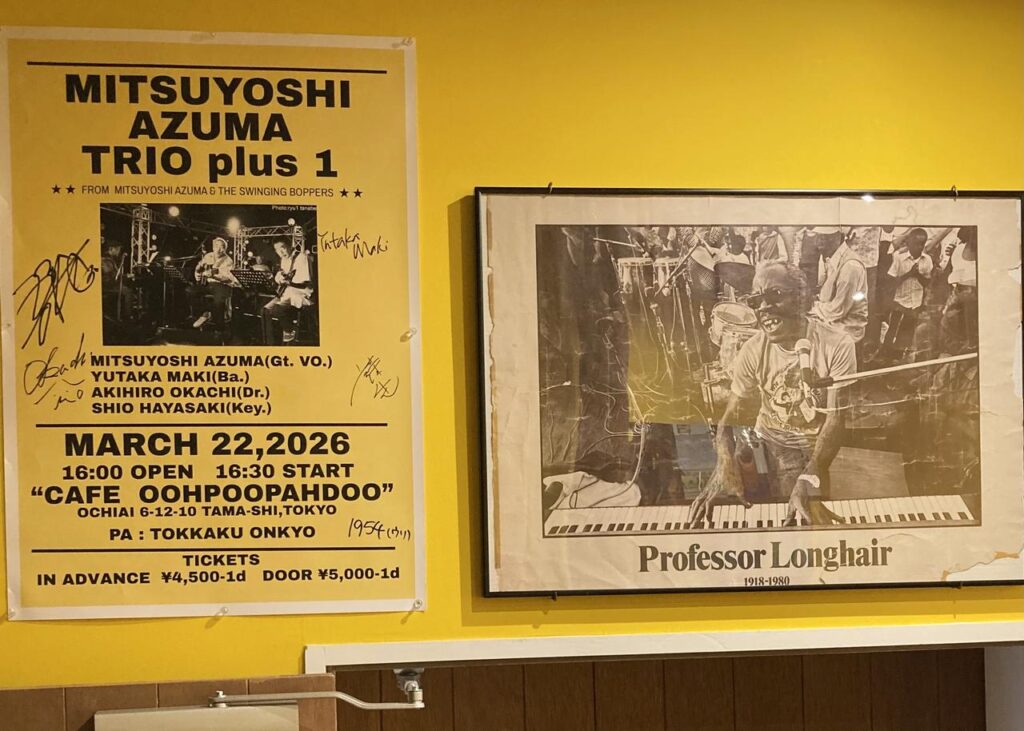 MITSUYOSHI
AZUMA
TRIO plus 1
★★ FROM MITSUYOSHI AZUMA & THE SWINGING BOPPERS ★★
Yutaka Maki
MITSUYOSHI AZUMA(Gt. VO.)
YUTAKA MAKI(Ba.)
AKIHIRO OKACHI(Dr.)
SHIO HAYASAKI(Key.)
MARCH 22,2026
16:00 OPEN 16:30 START
“CAFE OOHPOOPAHDOO”
OCHIAI 6-12-10 TAMA-SHI,TOKYO
PA : TOKKAKU ONKYO
1954
TICKETS
IN ADVANCE ¥4,500-1d DOOR ¥5,000-1d
Professor Longhair
1918-1980